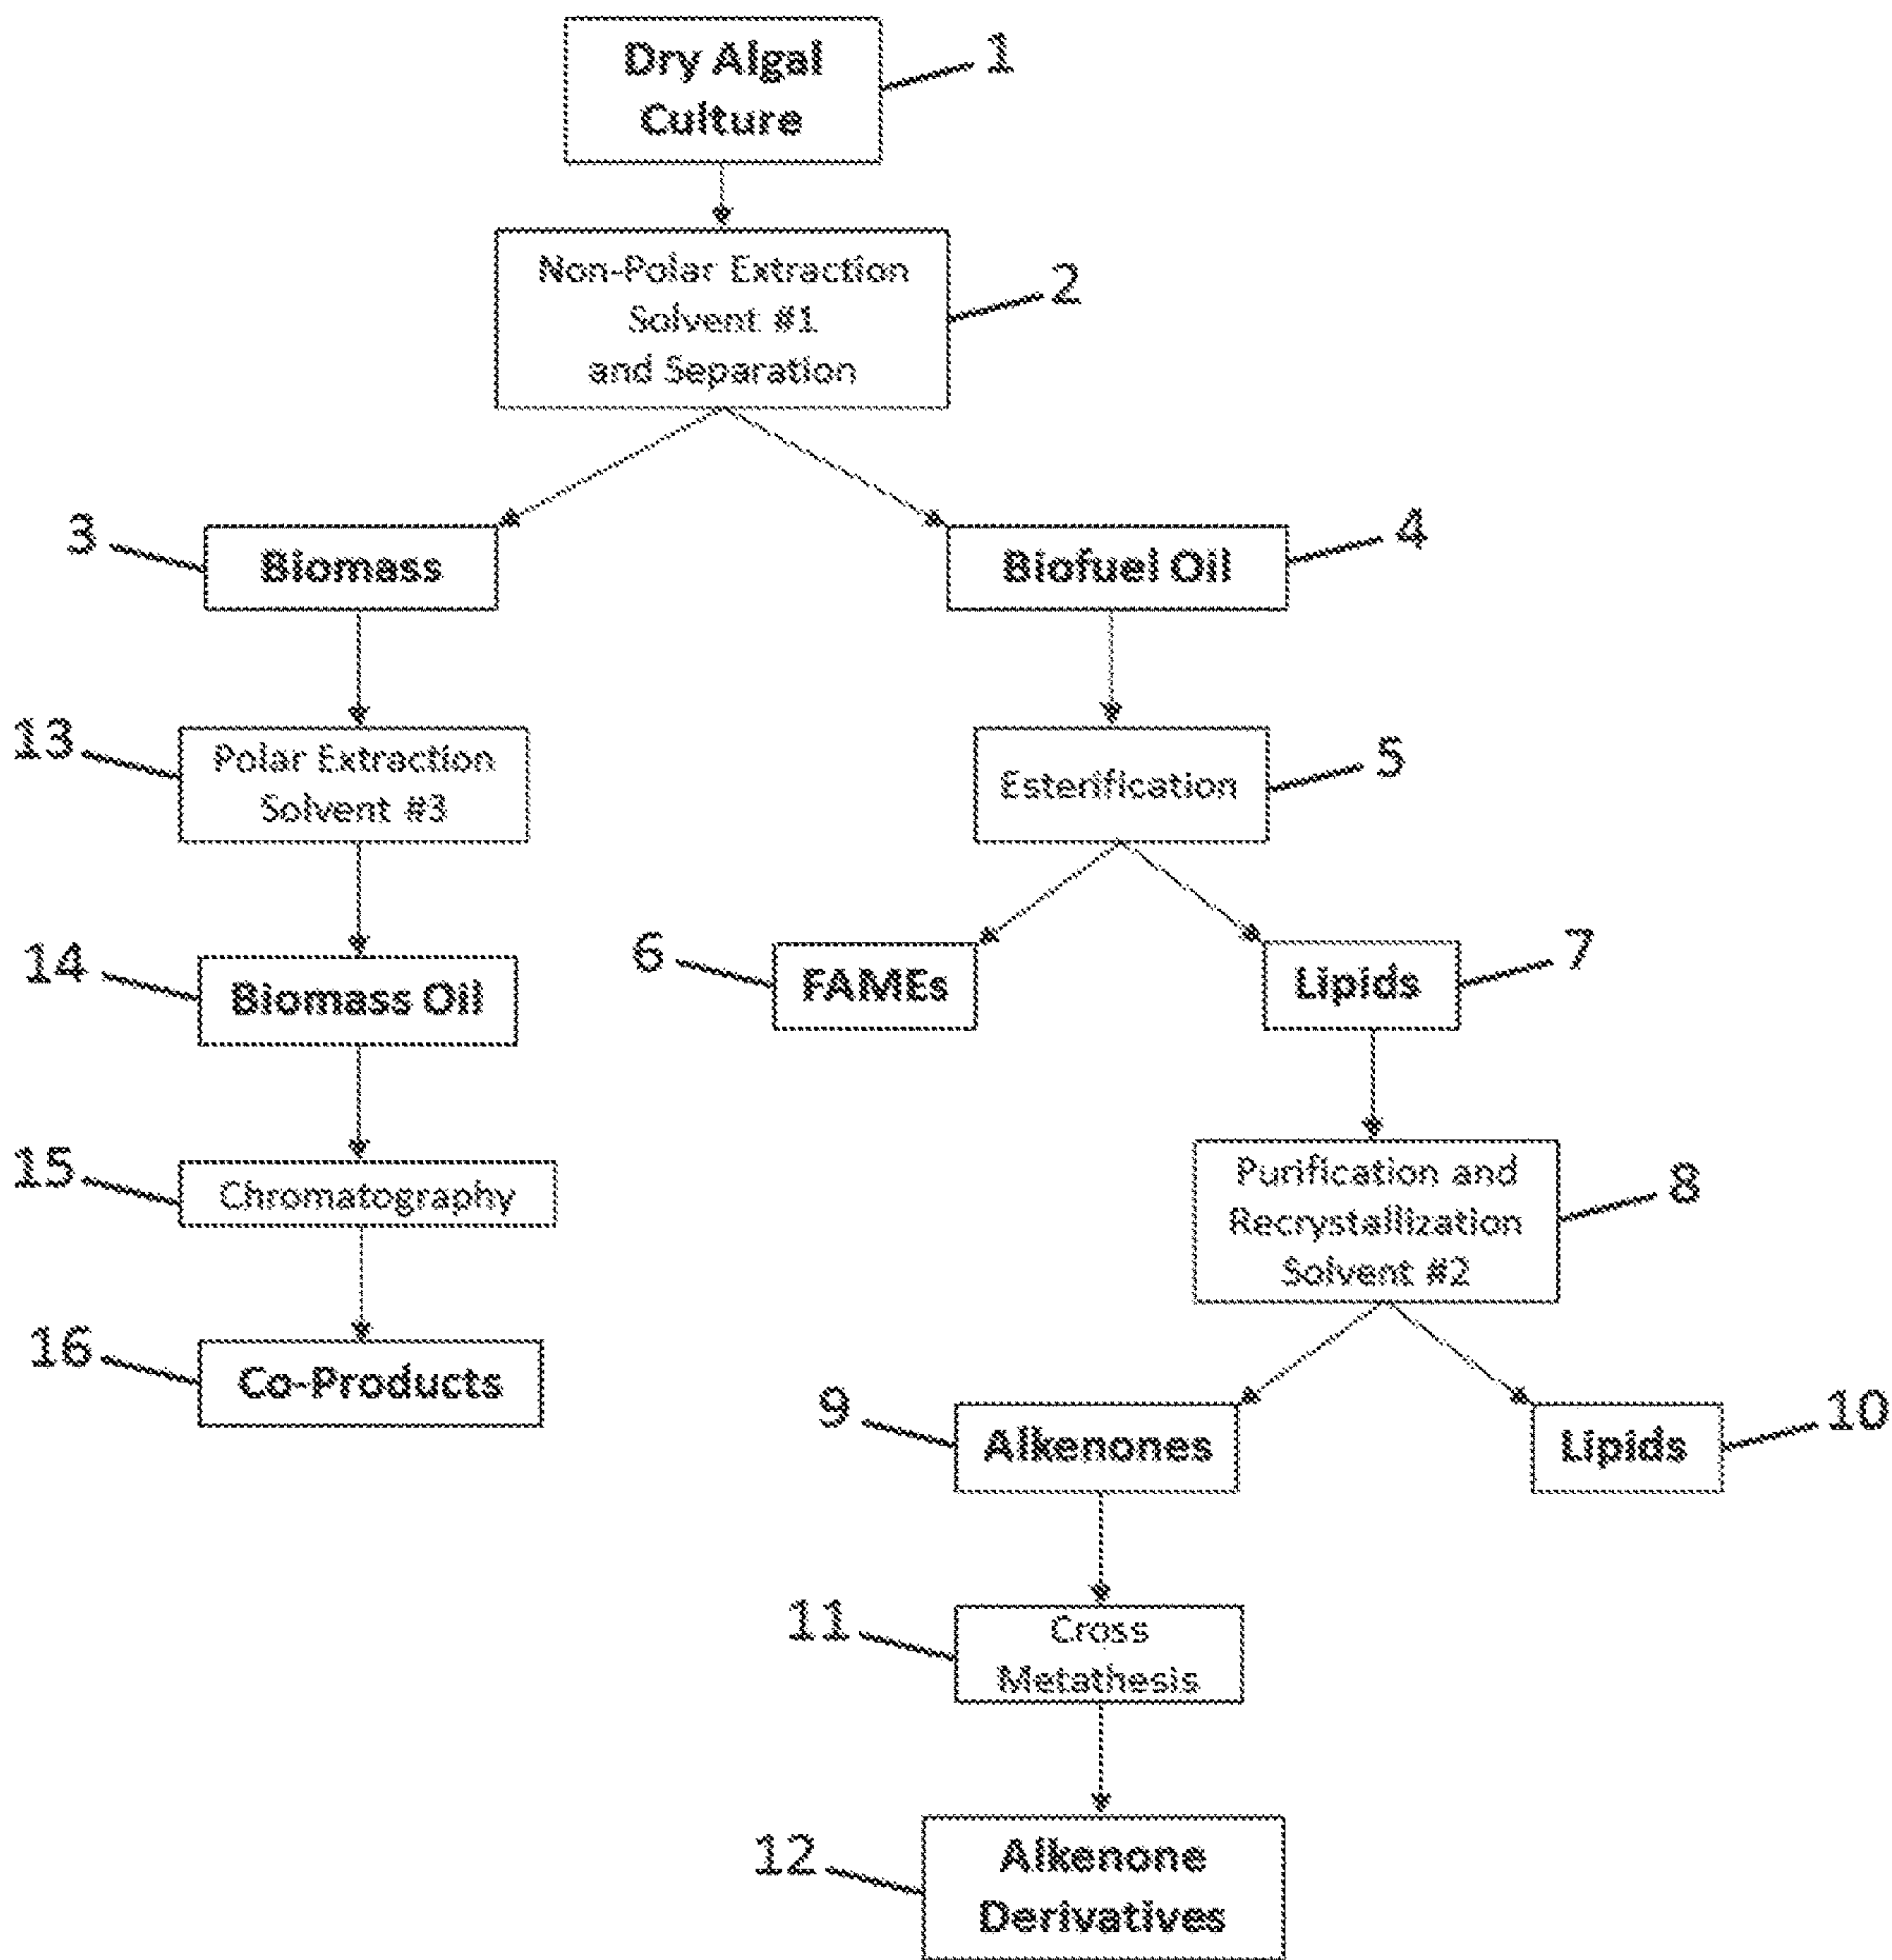 Dry Algal
Culture
1
Non-Polar Extraction
Solvent #1
and Separation
2
3
Biomass
Biofuel Oil
4
13
Polar Extraction
Solvent #3
Esterification
5
14
Biomass Oil
6
FAMEs
Lipids
7
15
Chromatography
Purification and
Recrystallization
Solvent #2
8
16
Co-Products
9
Alkenones
Lipids
10
11
Cross
Metathesis
12
Alkenone
Derivatives